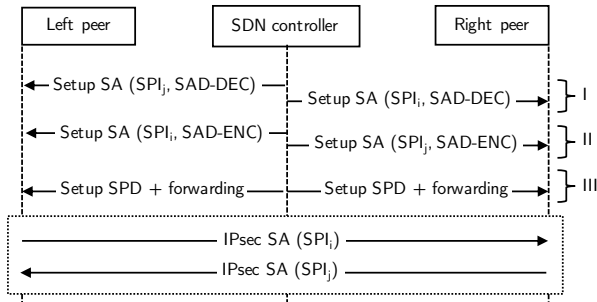 Left peer
SDN controller
Right peer
Setup SA (SPIj, SAD-DEC)
Setup SA (SPIi, SAD-DEC)
I
Setup SA (SPIi, SAD-ENC)
Setup SA (SPIj, SAD-ENC)
II
Setup SPD + forwarding
Setup SPD + forwarding
III
IPsec SA (SPIi)
IPsec SA (SPIj)